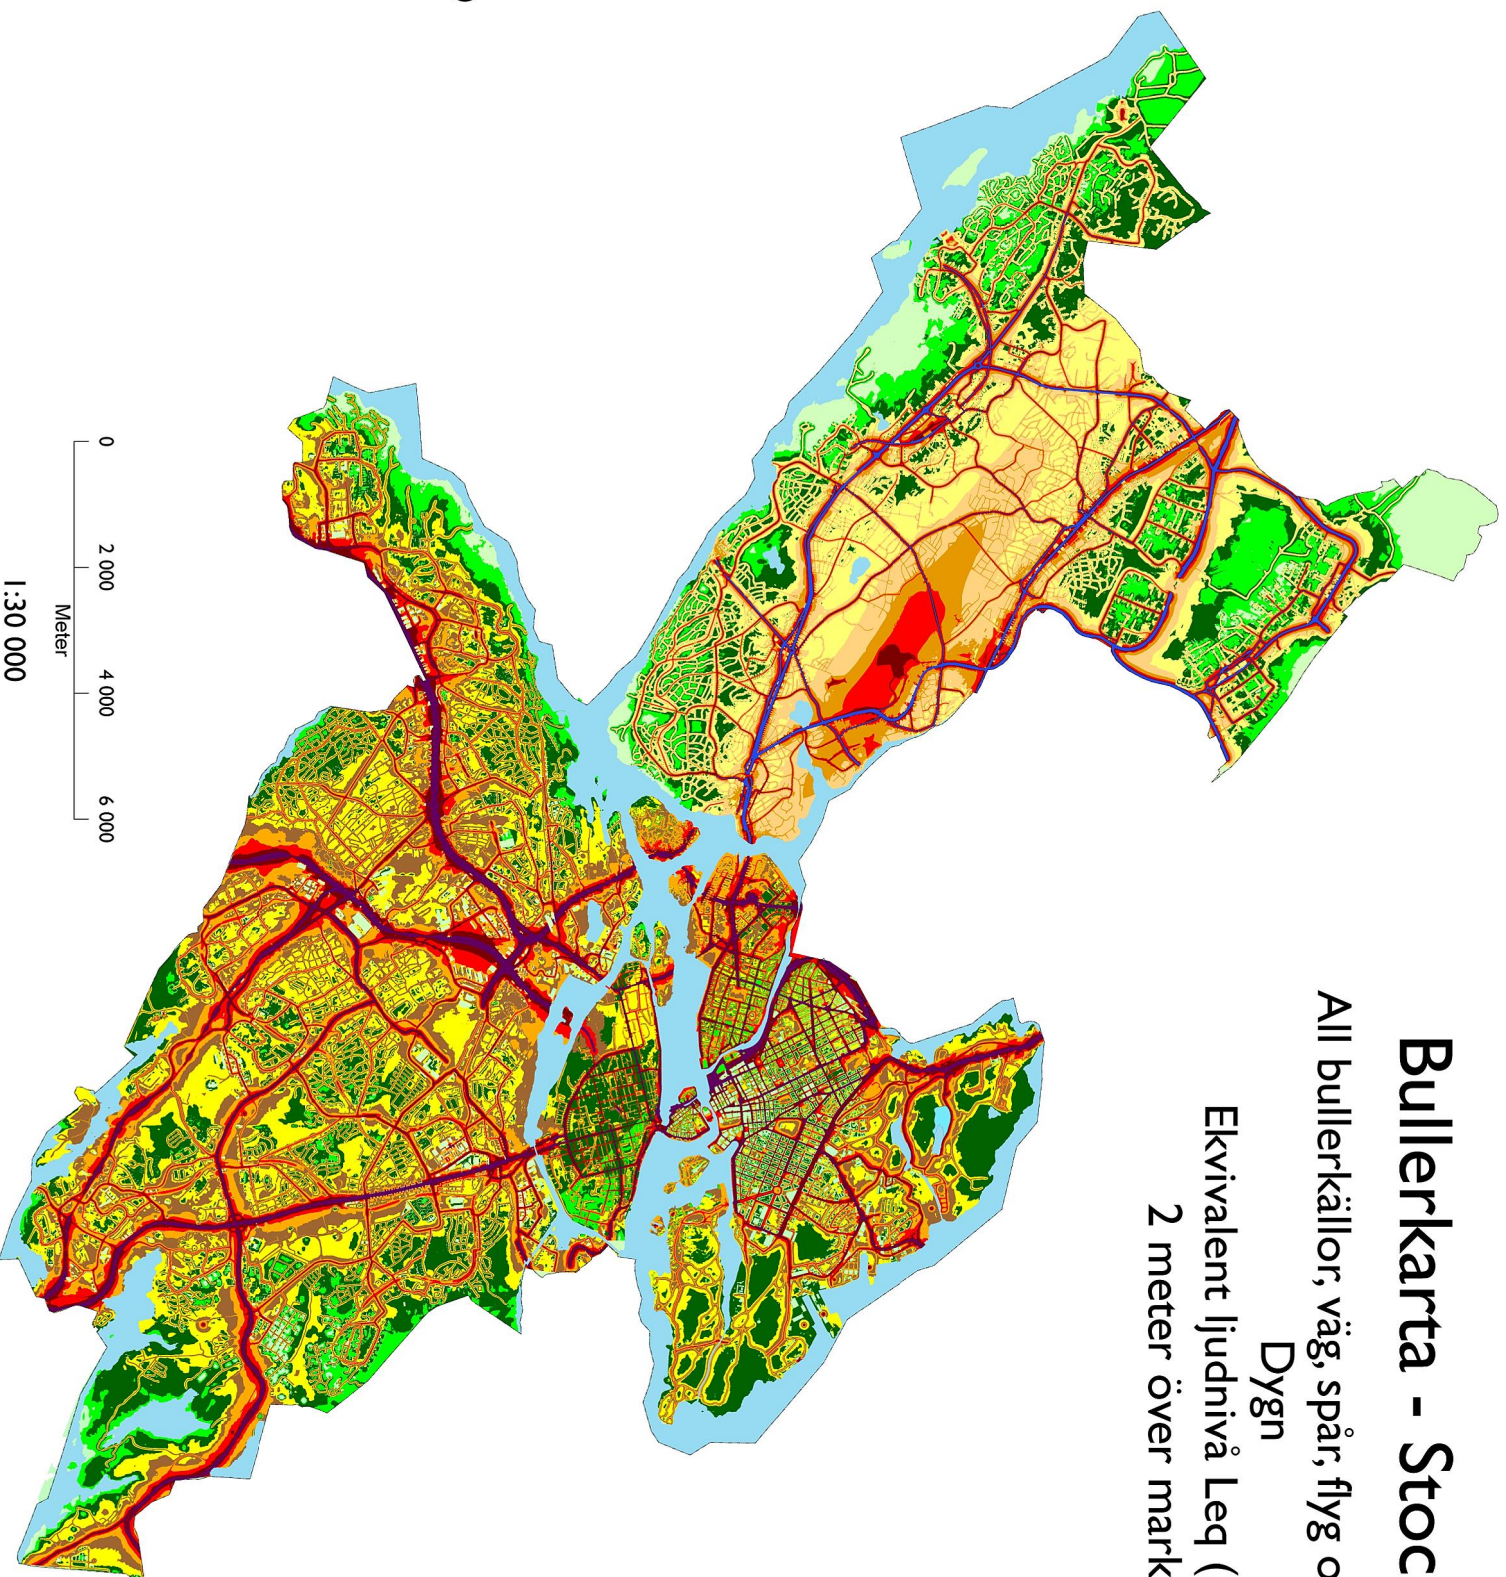 Bullerkarta - Stoc
All bullerkällor, väg, spår, flyg o
Dygn
Ekvivalent ljudnivå Leq (
2 meter över mark
0 2 000 4 000 6 000
Meter
1:30 000